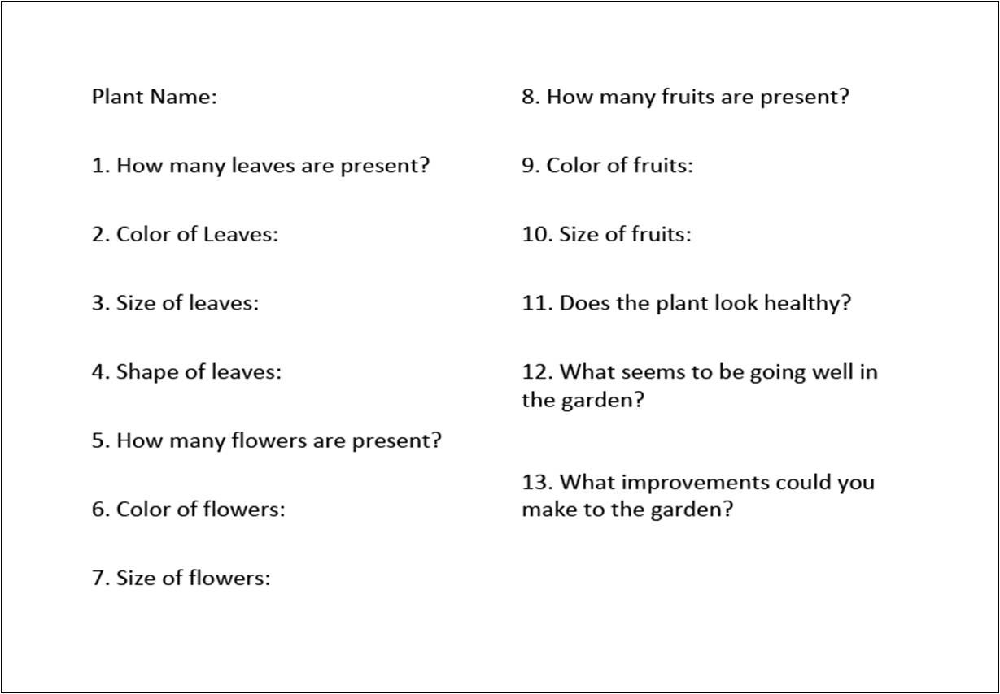 Plant Name:
1. How many leaves are present?
2. Color of Leaves:
3. Size of leaves:
4. Shape of leaves:
5. How many flowers are present?
6. Color of flowers:
7. Size of flowers:
8. How many fruits are present?
9. Color of fruits:
10. Size of fruits:
11. Does the plant look healthy?
12. What seems to be going well in
the garden?
13. What improvements could you
make to the garden?